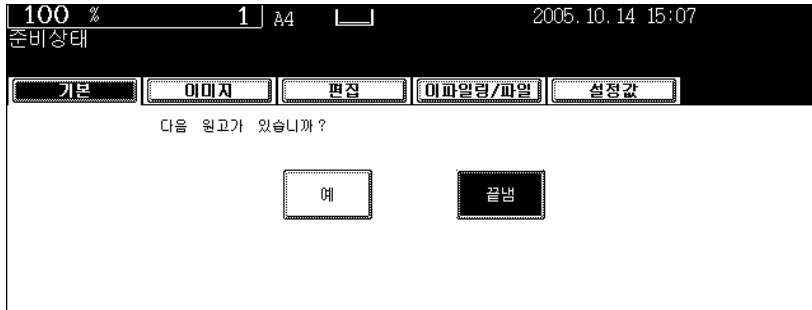 100 % 1 A4 2005.10.14 15:07
준비상태
기본 이미지 편집 이파일링/파일 설정값
다음 원고가 있습니까?
예 끝냄